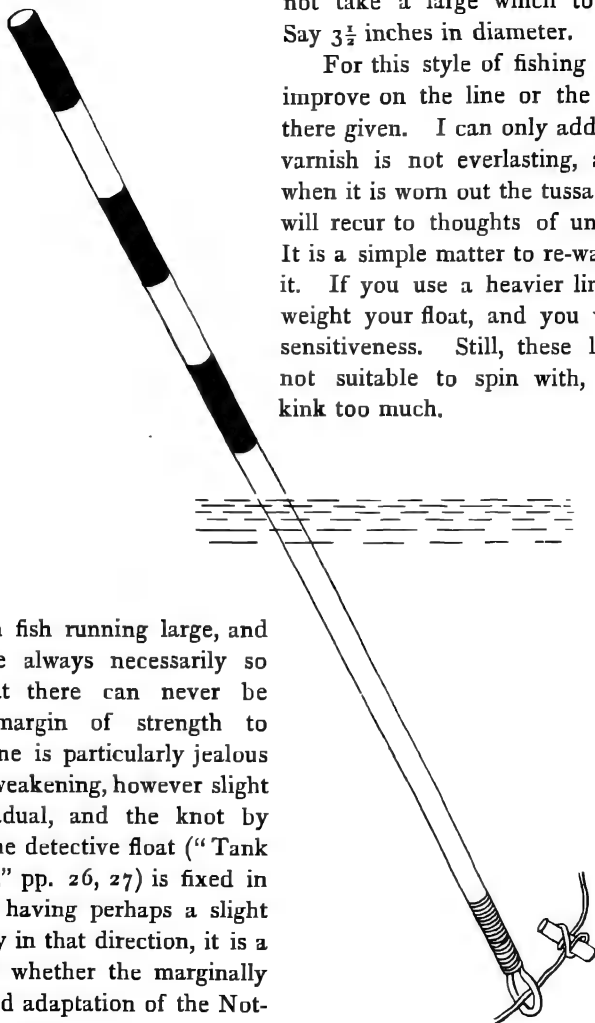 not take a large which to
Say 3½ inches in diameter.
For this style of fishing
improve on the line or the
there given. I can only add
varnish is not everlasting, a
when it is worn out the tussa
will recur to thoughts of un
It is a simple matter to re-wa
it. If you use a heavier lin
weight your float, and you
sensitiveness. Still, these l
not suitable to spin with,
kink too much.
fish running large, and
always necessarily so
t there can never be
margin of strength to
ne is particularly jealous
weakening, however slight
dual, and the knot by
ne detective float (“Tank
” pp. 26, 27) is fixed in
having perhaps a slight
y in that direction, it is a
whether the marginally
d adaptation of the Not-